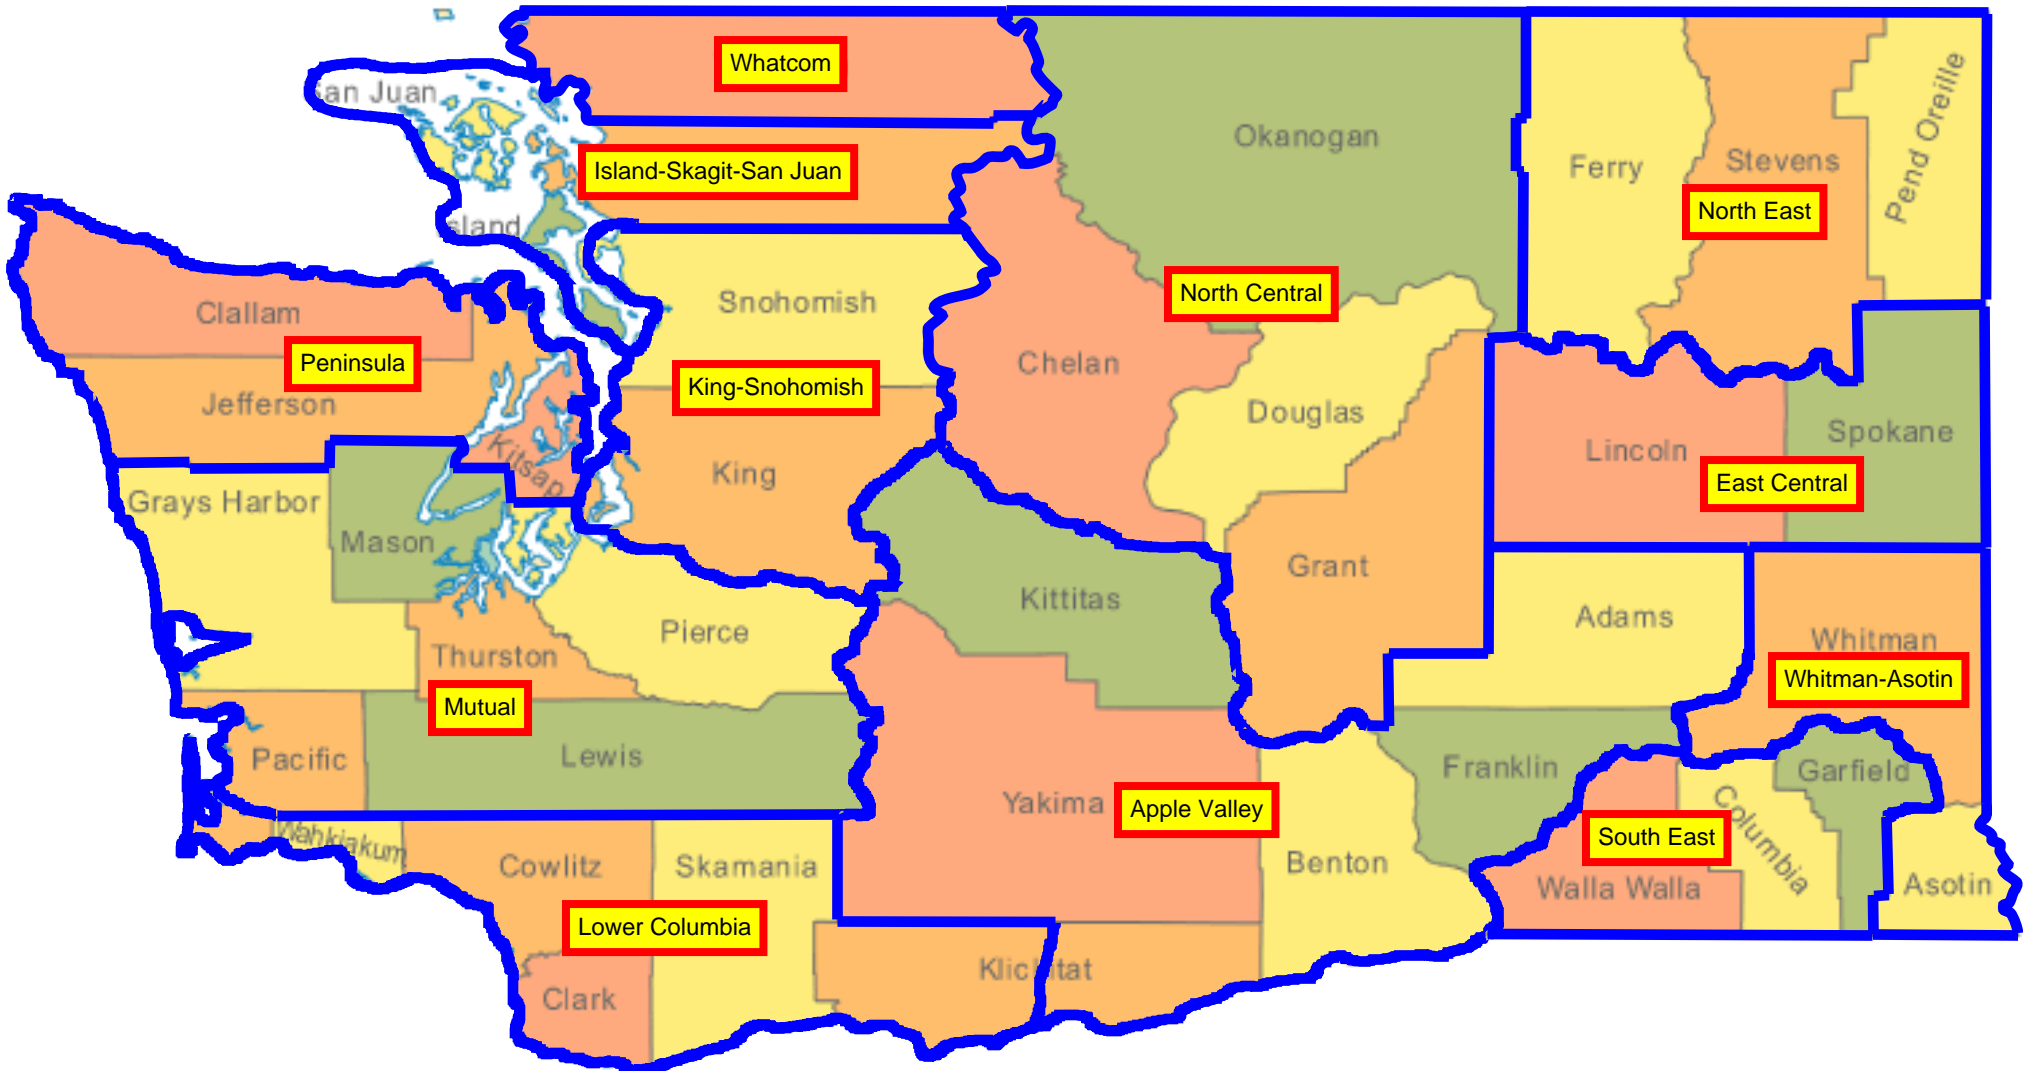 Whatcom
San Juan
Okanogan
Ferry
Stevens
Pend Oreille
Island-Skagit-San Juan
North East
sland
Clallam
Snohomish
North Central
Peninsula
King-Snohomish
Chelan
Jefferson
Douglas
Lincoln
Spokane
Kitsap
King
East Central
Grays Harbor
Mason
Grant
Kittitas
Adams
Whitman
Pierce
Thurston
Whitman-Asotin
Mutual
Pacific
Lewis
Franklin
Garfield
Yakima
Apple Valley
Columbia
South East
Wahkiakum
Cowlitz
Skamania
Benton
Walla Walla
Asotin
Lower Columbia
Klickitat
Clark